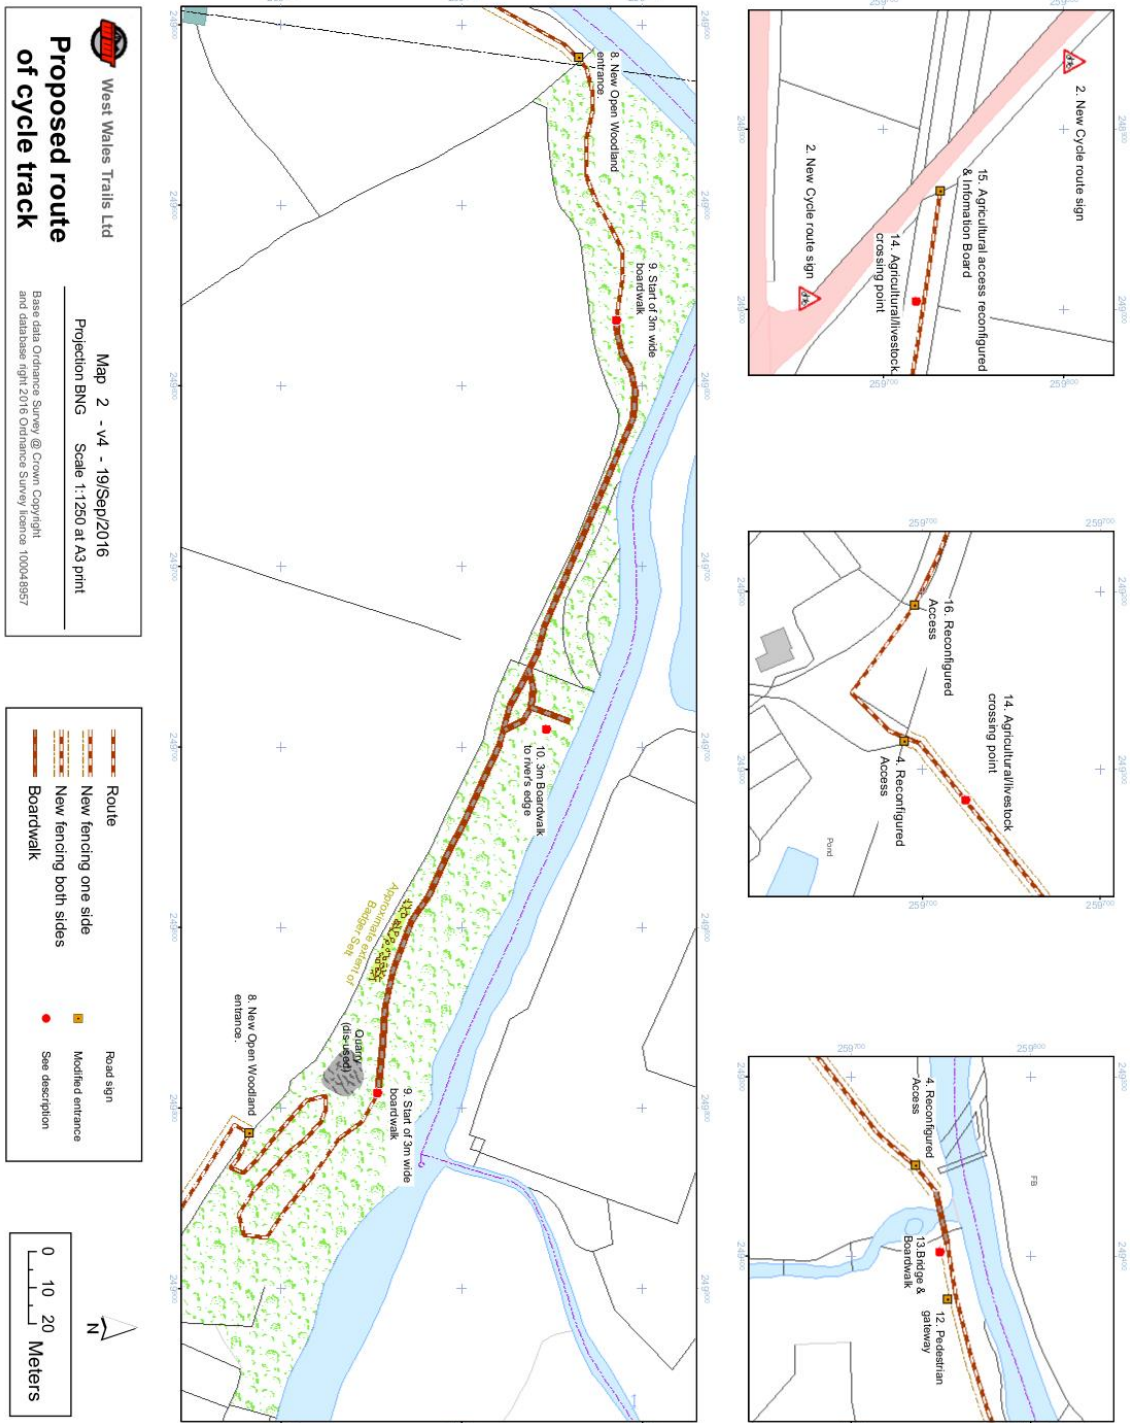 2. New Cycle route sign
15. Agricultural access reconfigured
& Infomation Board
2. New Cycle route sign
14. Agricultural/livestock
crossing point
14. Agricultural/livestock
crossing point
16. Reconfigured
Access
4. Reconfigured
Access
Pond
FB
4. Reconfigured
Access
13.Bridge &
Boardwalk
12. Pedestrian
gateway
8. New Open Woodland
entrance.
9. Start of 3m wide
boardwalk
10. 3m Boardwalk
to river's edge
Approximate extent of
Badger Sett
Quarry
(dis-used)
9. Start of 3m wide
boardwalk
8. New Open Woodland
entrance.
West Wales Trails Ltd
Proposed route
of cycle track
Map 2 - v4 - 19/Sep/2016
Projection BNG Scale 1:1250 at A3 print
Base data Ordnance Survey @ Crown Copyright
and database right 2016 Ordnance Survey licence 100048957
Route
New fencing one side
New fencing both sides
Boardwalk
Road sign
Modified entrance
See description
N
0 10 20
Meters